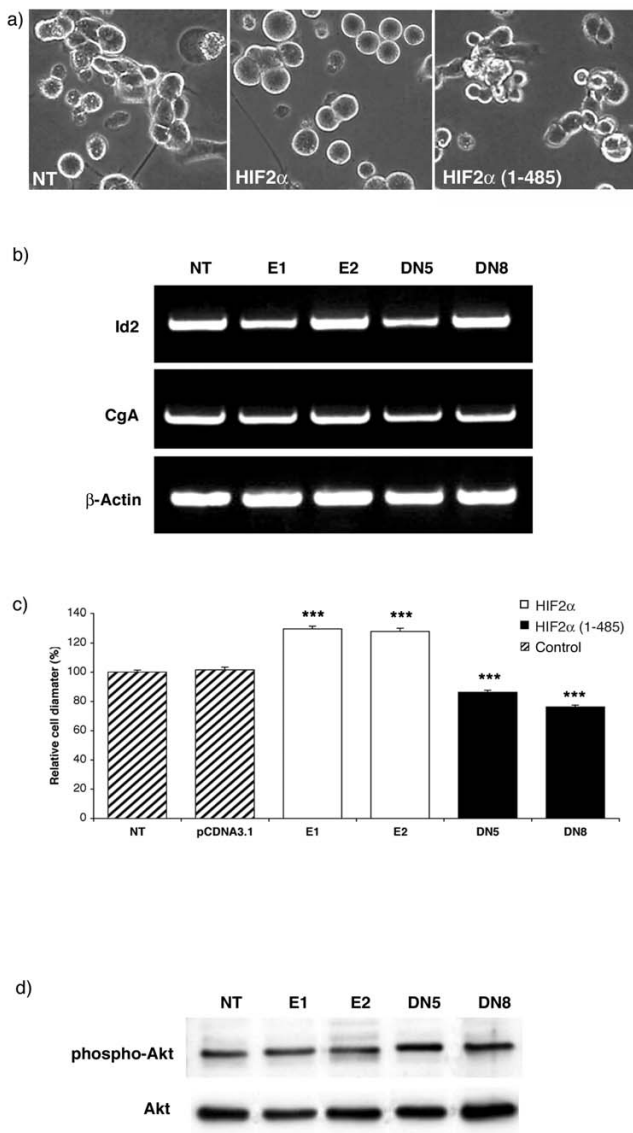 a)
NT
HIF2α
HIF2α (1-485)
b)
NT E1 E2 DN5 DN8
Id2
CgA
β-Actin
c)
Relative cell diamater (%)
140
120
100
80
60
40
20
0
*** *** *** ***
NT pCDNA3.1 E1 E2 DN5 DN8
HIF2α
HIF2α (1-485)
Control
d)
NT E1 E2 DN5 DN8
phospho-Akt
Akt